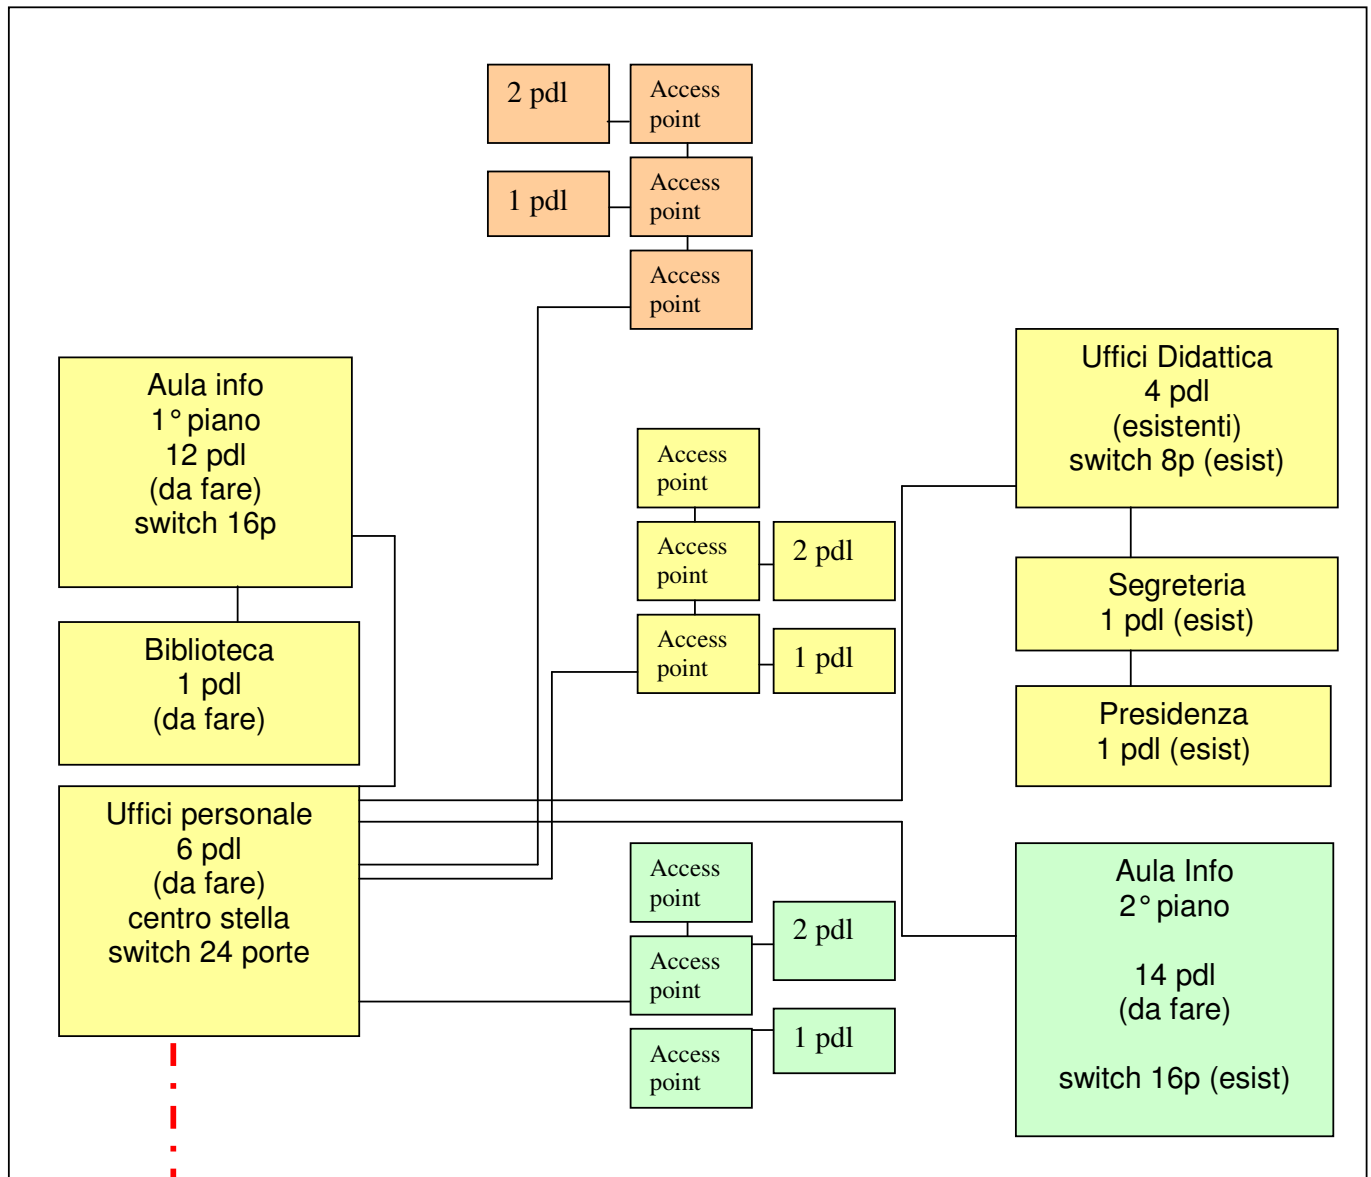 2 pdl
Access
point
1 pdl
Access
point
Access
point
Aula info
1° piano
12 pdl
(da fare)
switch 16p
Biblioteca
1 pdl
(da fare)
Uffici personale
6 pdl
(da fare)
centro stella
switch 24 porte
Access
point
Access
point
2 pdl
Access
point
1 pdl
Uffici Didattica
4 pdl
(esistenti)
switch 8p (esist)
Segreteria
1 pdl (esist)
Presidenza
1 pdl (esist)
Access
point
Access
point
2 pdl
Access
point
1 pdl
Aula Info
2° piano
14 pdl
(da fare)
switch 16p (esist)